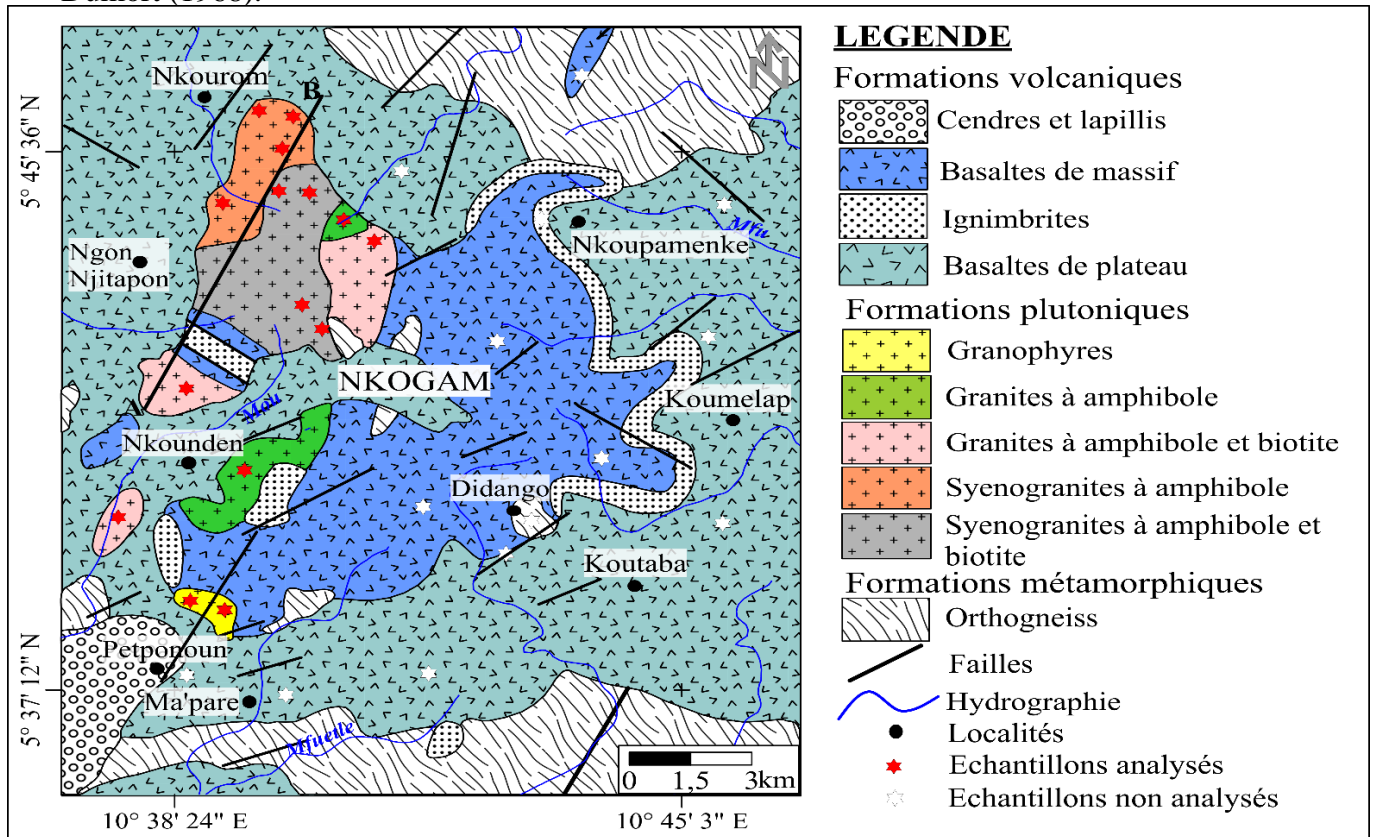 Dumort (1968).
LEGENDE
Formations volcaniques
Cendres et lapillis
Basaltes de massif
Ignimbrites
Basaltes de plateau
Formations plutoniques
Granophyres
Granites à amphibole
Granites à amphibole et biotite
Syenogranites à amphibole
Syenogranites à amphibole et
biotite
Formations métamorphiques
Orthogneiss
Failles
Hydrographie
Localités
Echantillons analysés
Echantillons non analysés
N
Nkourom
B
5° 45' 36" N
Mfu
Nkoupamenke
Ngon
Njitapon
NKOGAM
A
Mou
Koumelap
Nkounden
Didango
Koutaba
Petponoun
5° 37' 12" N
Ma'pare
0 1,5 3km
10° 38' 24" E
10° 45' 3" E